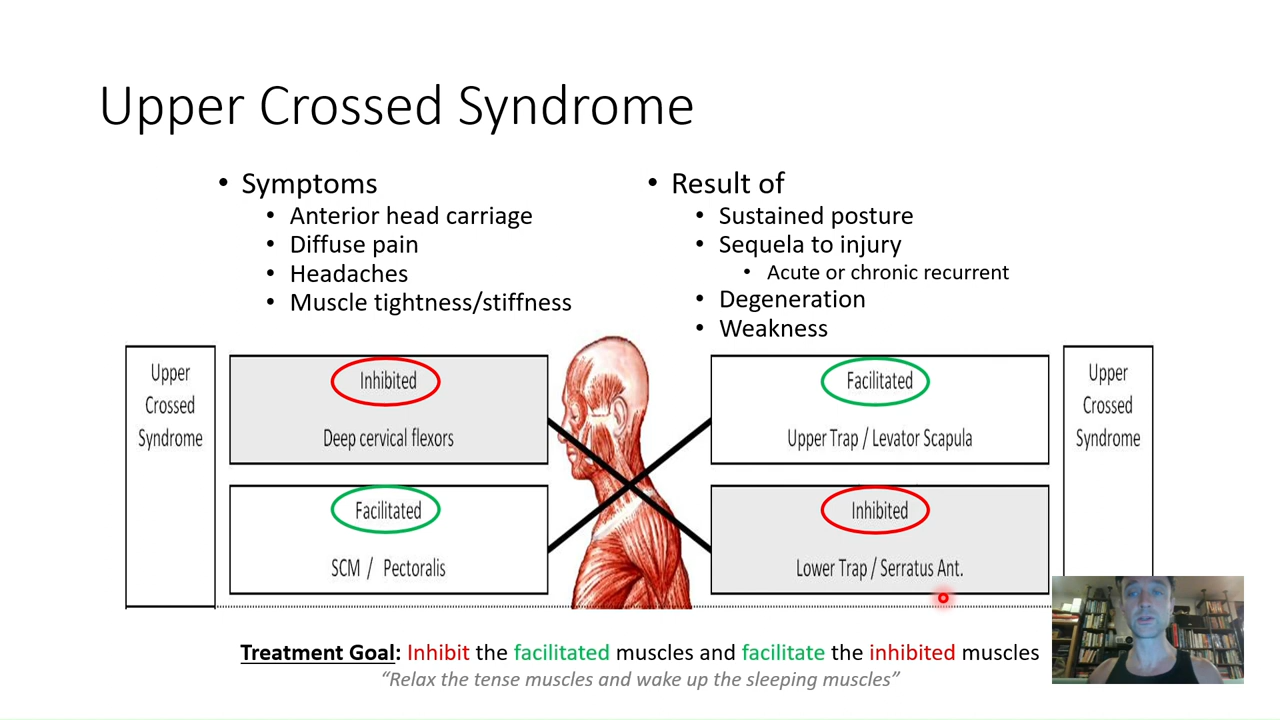 Upper Crossed Syndrome
• Symptoms
• Anterior head carriage
• Diffuse pain
• Headaches
• Muscle tightness/stiffness
• Result of
• Sustained posture
• Sequela to injury
• Acute or chronic recurrent
• Degeneration
• Weakness
Upper
Crossed
Syndrome
Inhibited
Deep cervical flexors
Facilitated
SCM / Pectoralis
Facilitated
Upper Trap / Levator Scapula
Inhibited
Lower Trap / Serratus Ant.
Upper
Crossed
Syndrome
Treatment Goal: Inhibit the facilitated muscles and facilitate the inhibited muscles
“Relax the tense muscles and wake up the sleeping muscles”